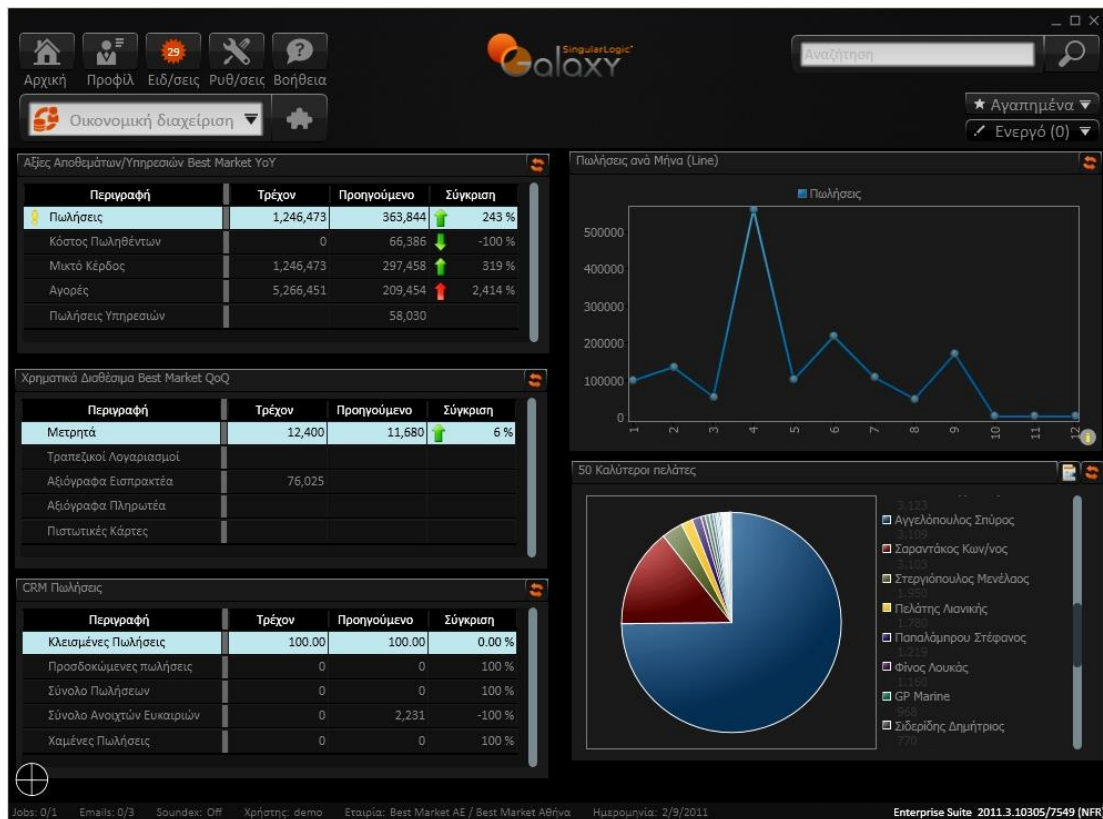 Αναζήτηση
SingularLogic
Galaxy
29
Αρχική Προφίλ Ειδ/σεις Ρυθ/σεις Βοήθεια
Οικονομική διαχείριση
Αγαπημένα
Ενεργό (0)
Αξίες Αποθεμάτων/Υπηρεσιών Best Market YoY
Περιγραφή Τρέχον Προηγούμενο Σύγκριση
Πωλήσεις 1,246,473 363,844 243 %
Κόστος Πωληθέντων 0 66,386 -100 %
Μικτό Κέρδος 1,246,473 297,458 319 %
Αγορές 5,266,451 209,454 2,414 %
Πωλήσεις Υπηρεσιών 58,030
Χρηματικά Διαθέσιμα Best Market QoQ
Περιγραφή Τρέχον Προηγούμενο Σύγκριση
Μετρητά 12,400 11,680 6 %
Τραπεζικοί Λογαριασμοί
Αξιόγραφα Εισπρακτέα 76,025
Αξιόγραφα Πληρωτέα
Πιστωτικές Κάρτες
CRM Πωλήσεις
Περιγραφή Τρέχον Προηγούμενο Σύγκριση
Κλεισμένες Πωλήσεις 100.00 100.00 0.00 %
Προσδοκώμενες πωλήσεις 0 0 100 %
Σύνολο Πωλήσεων 0 0 100 %
Σύνολο Ανοιχτών Ευκαιριών 0 2,231 -100 %
Χαμένες Πωλήσεις 0 0 100 %
Πωλήσεις ανά Μήνα (Line)
Πωλήσεις
500000
400000
300000
200000
100000
0
1 2 3 4 5 6 7 8 9 10 11 12
50 Καλύτεροι πελάτες
3.123
Αγγελόπουλος Σπύρος
3.109
Σαραντάκος Κων/νος
3.103
Στεργιόπουλος Μενέλαος
1.950
Πελάτης Λιανικής
1.780
Παπαλάμπρου Στέφανος
1.219
Φίνος Λουκάς
1.160
GP Marine
968
Σιδερίδης Δημήτριος
770
Jobs: 0/1 Emails: 0/3 Soundex: Off Χρήστης: demo Εταιρία: Best Market AE / Best Market Αθήνα Ημερομηνία: 2/9/2011 Enterprise Suite 2011.3.10305/7549 (NFR)